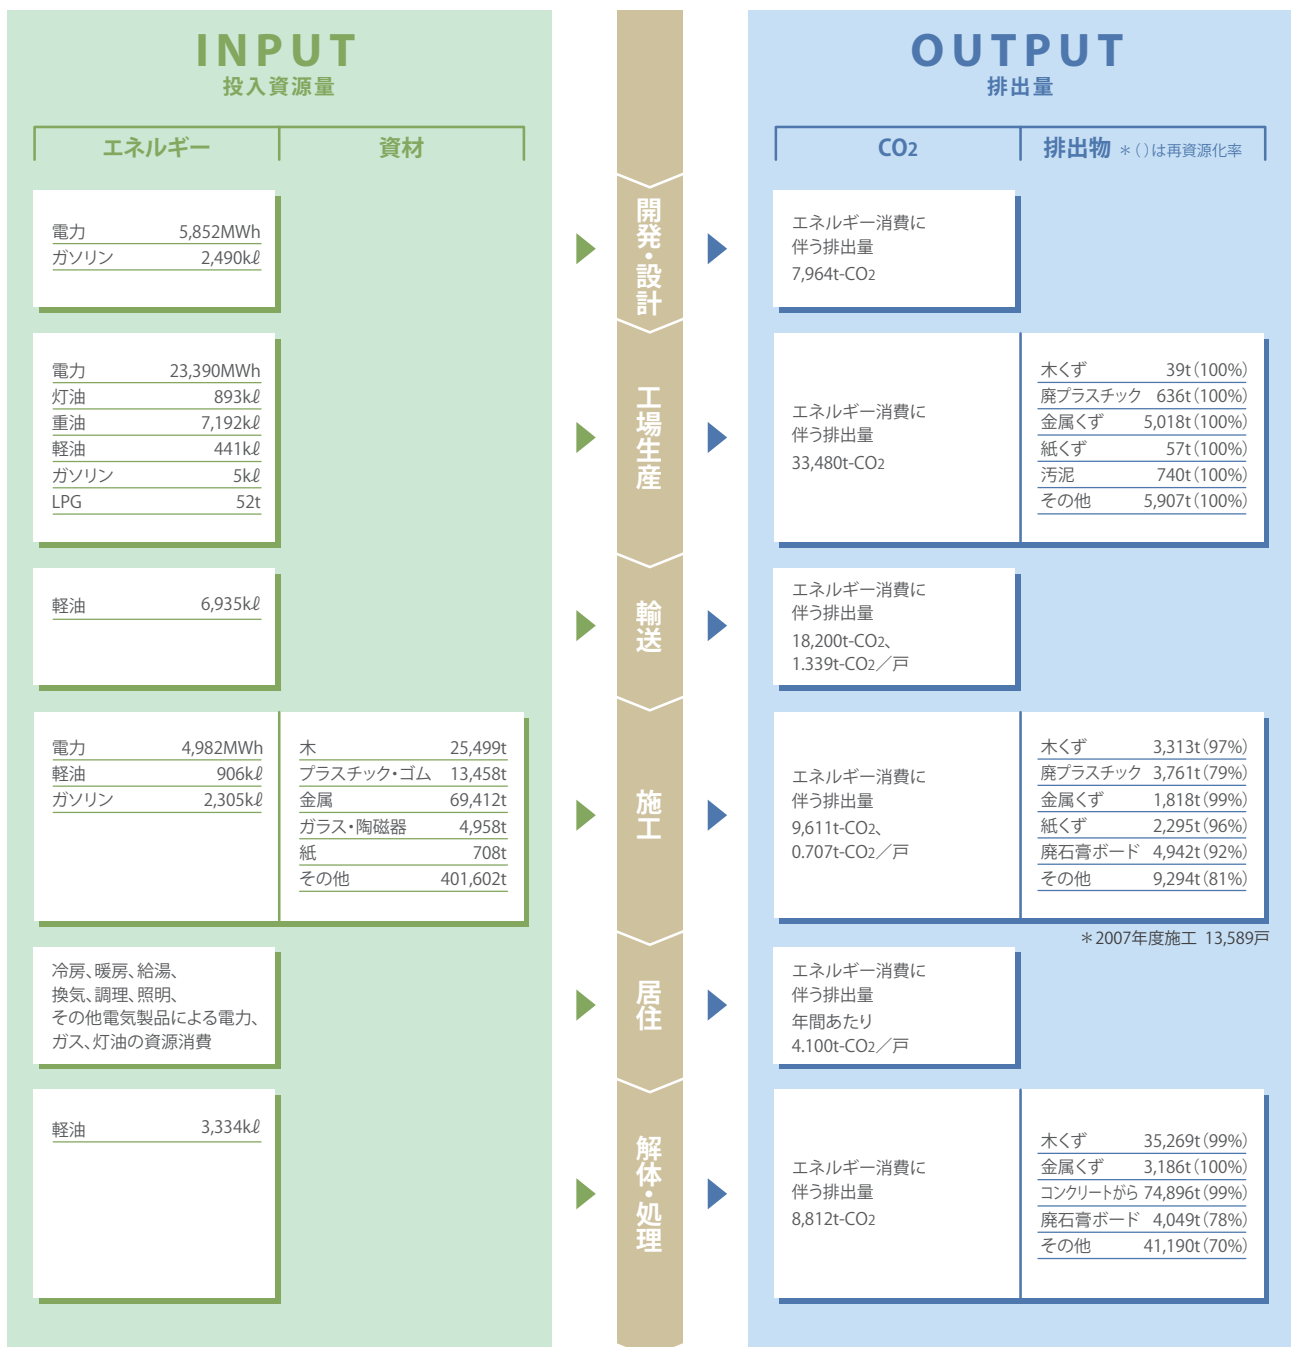 INPUT
投入資源量
エネルギー 資材
OUTPUT
排出量
CO2 排出物 ＊( )は再資源化率
開発・設計
電力 5,852MWh
ガソリン 2,490kℓ
エネルギー消費に
伴う排出量
7,964t-CO2
工場生産
電力 23,390MWh
灯油 893kℓ
重油 7,192kℓ
軽油 441kℓ
ガソリン 5kℓ
LPG 52t
エネルギー消費に
伴う排出量
33,480t-CO2
木くず 39t(100%)
廃プラスチック 636t(100%)
金属くず 5,018t(100%)
紙くず 57t(100%)
汚泥 740t(100%)
その他 5,907t(100%)
輸送
軽油 6,935kℓ
エネルギー消費に
伴う排出量
18,200t-CO2、
1.339t-CO2／戸
施工
電力 4,982MWh
軽油 906kℓ
ガソリン 2,305kℓ
木 25,499t
プラスチック・ゴム 13,458t
金属 69,412t
ガラス・陶磁器 4,958t
紙 708t
その他 401,602t
エネルギー消費に
伴う排出量
9,611t-CO2、
0.707t-CO2／戸
木くず 3,313t(97%)
廃プラスチック 3,761t(79%)
金属くず 1,818t(99%)
紙くず 2,295t(96%)
廃石膏ボード 4,942t(92%)
その他 9,294t(81%)
＊2007年度施工 13,589戸
居住
冷房、暖房、給湯、
換気、調理、照明、
その他電気製品による電力、
ガス、灯油の資源消費
エネルギー消費に
伴う排出量
年間あたり
4.100t-CO2／戸
解体・処理
軽油 3,334kℓ
エネルギー消費に
伴う排出量
8,812t-CO2
木くず 35,269t(99%)
金属くず 3,186t(100%)
コンクリートがら 74,896t(99%)
廃石膏ボード 4,049t(78%)
その他 41,190t(70%)